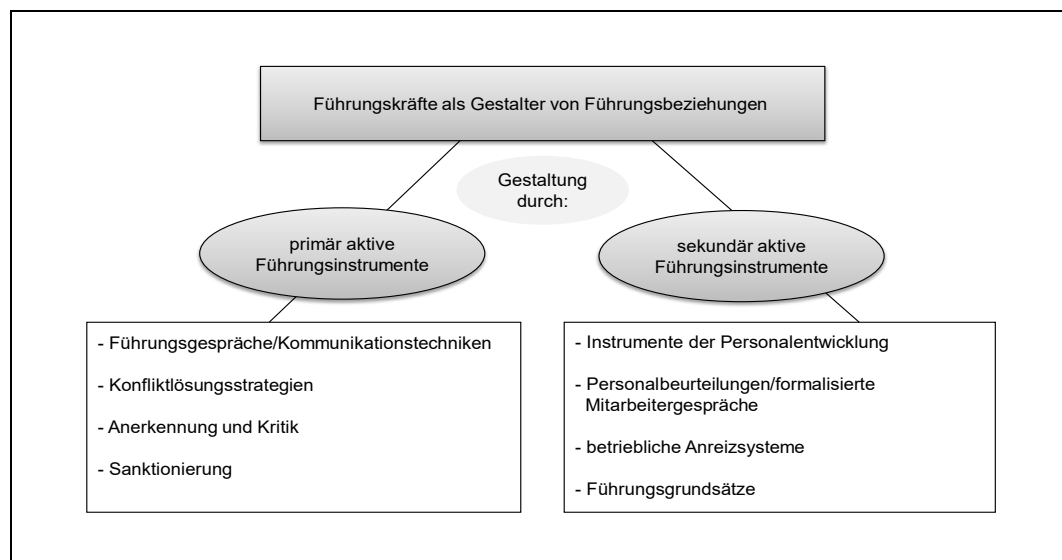 Führungskräfte als Gestalter von Führungsbeziehungen
Gestaltung
durch:
primär aktive
Führungsinstrumente
sekundär aktive
Führungsinstrumente
- Führungsgespräche/Kommunikationstechniken
- Konfliktlösungsstrategien
- Anerkennung und Kritik
- Sanktionierung
- Instrumente der Personalentwicklung
- Personalbeurteilungen/formalisierte
Mitarbeitergespräche
- betriebliche Anreizsysteme
- Führungsgrundsätze